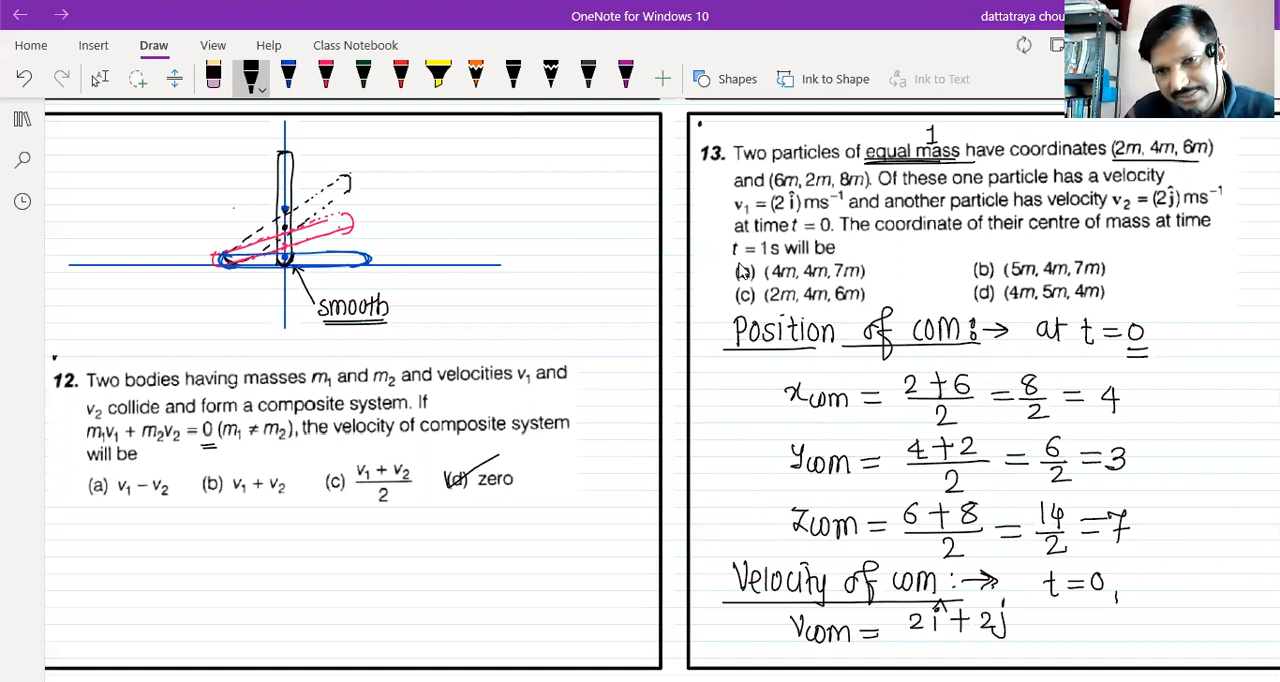 OneNote for Windows 10
dattatraya chou
Home Insert Draw View Help Class Notebook
Shapes Ink to Shape Ink to Text
smooth
12. Two bodies having masses m₁ and m₂ and velocities v₁ and
v₂ collide and form a composite system. If
m₁v₁ + m₂v₂ = 0 (m₁ ≠ m₂), the velocity of composite system
will be
(a) v₁ − v₂ (b) v₁ + v₂ (c) (v₁ + v₂)/2 (d) zero
1
13. Two particles of equal mass have coordinates (2m, 4m, 6m)
and (6m, 2m, 8m). Of these one particle has a velocity
v₁ = (2 î) ms⁻¹ and another particle has velocity v₂ = (2ĵ) ms⁻¹
at time t = 0. The coordinate of their centre of mass at time
t = 1s will be
(a) (4m, 4m, 7m) (b) (5m, 4m, 7m)
(c) (2m, 4m, 6m) (d) (4m, 5m, 4m)
Position of com :→ at t = 0
xcom = (2+6)/2 = 8/2 = 4
ycom = (4+2)/2 = 6/2 = 3
zcom = (6+8)/2 = 14/2 = 7
Velocity of com :→ t = 0,
vcom = 2î + 2j